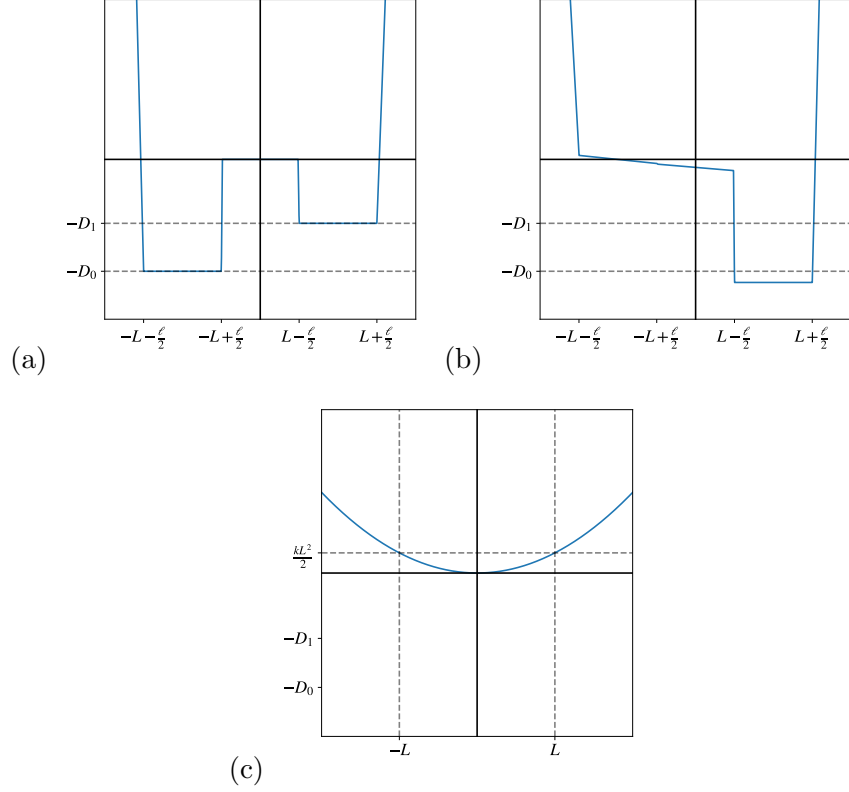 −D₁
−D₀
−L − ℓ/2
−L + ℓ/2
L − ℓ/2
L + ℓ/2
(a)
−D₁
−D₀
−L − ℓ/2
−L + ℓ/2
L − ℓ/2
L + ℓ/2
(b)
kL²/2
−D₁
−D₀
−L
L
(c)